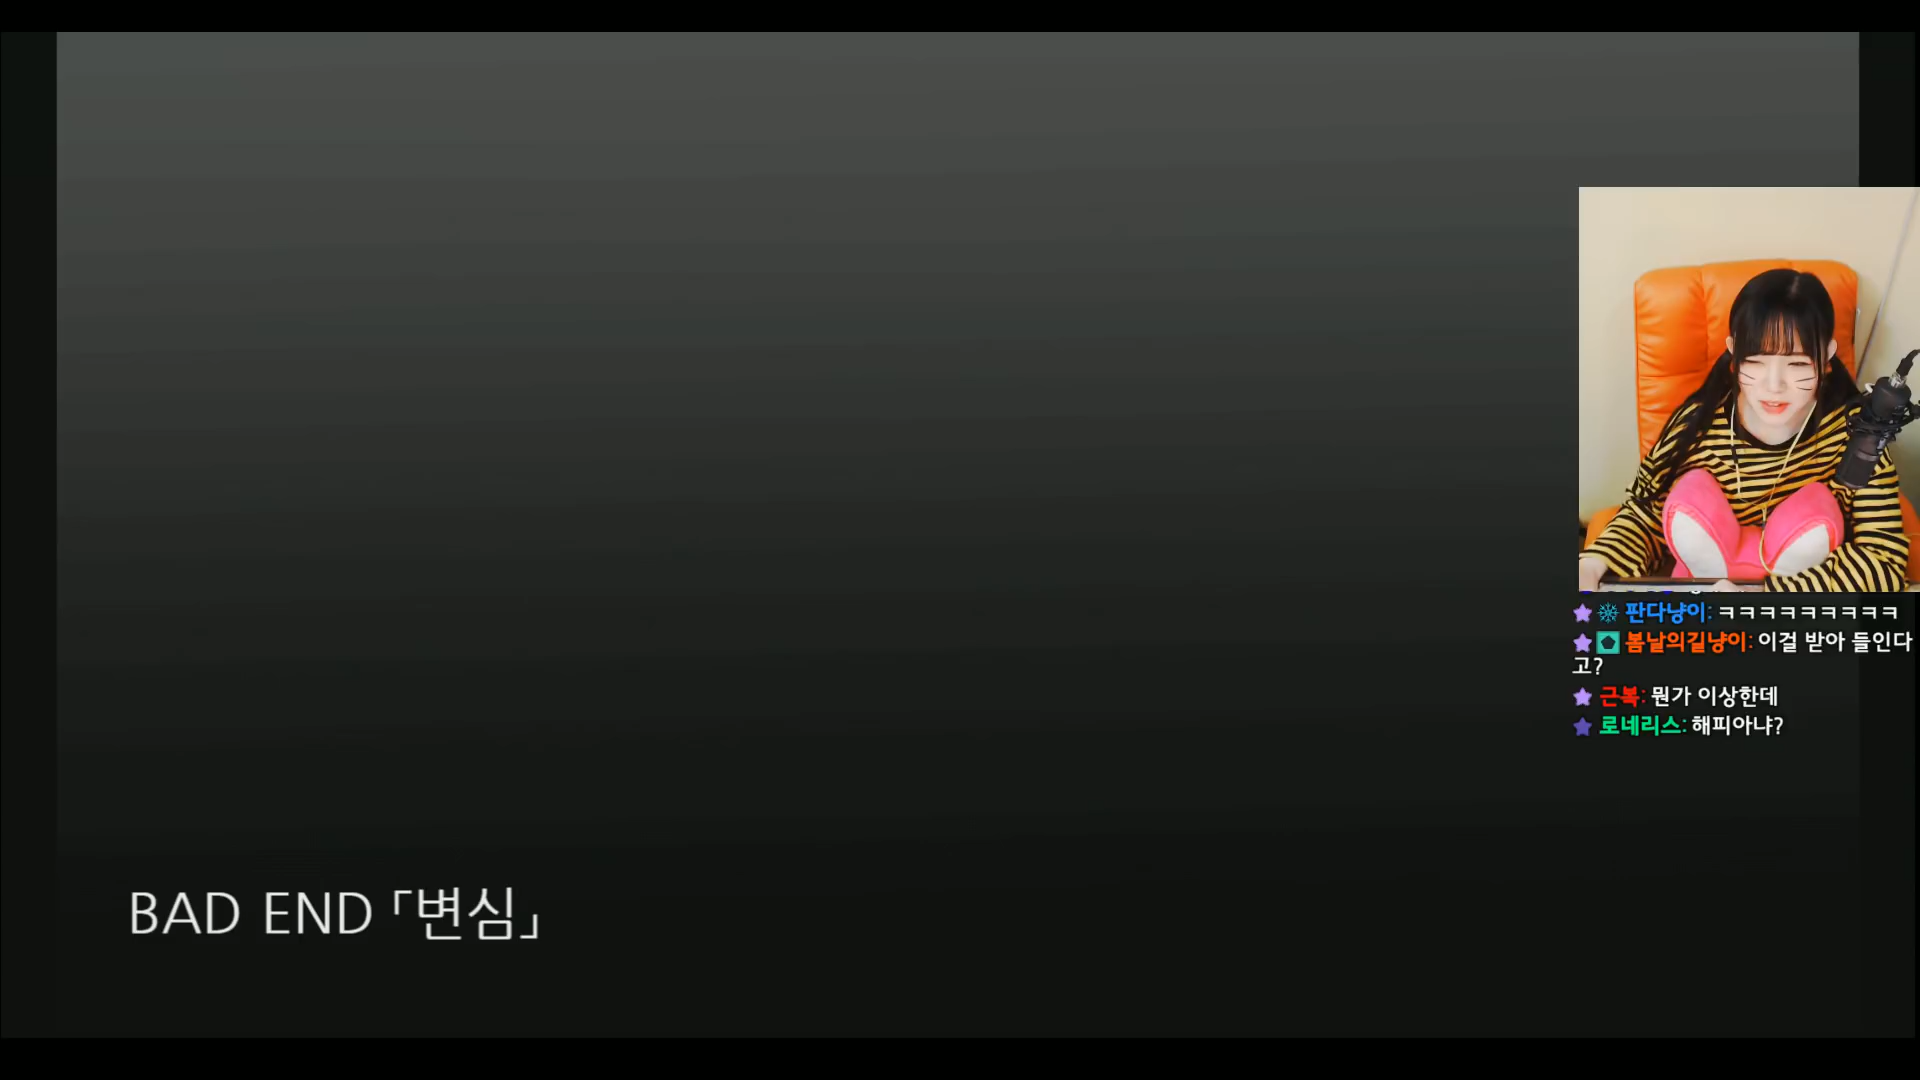 판다냥이: ㅋㅋㅋㅋㅋㅋㅋㅋㅋ
봄날의길냥이: 이걸 받아 들인다
고?
근복: 뭔가 이상한데
로네리스: 해피아냐?
BAD END「변심」